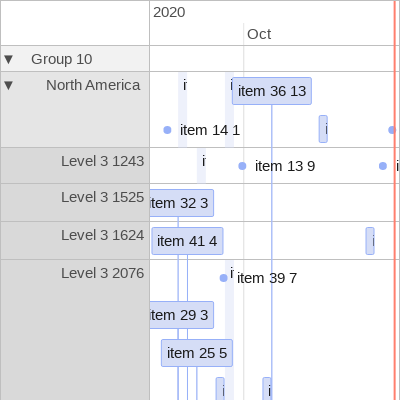 2020
Oct
▼ Group 10
▼ North America
item 36 13
item 14 1
Level 3 1243
item 13 9
Level 3 1525
item 32 3
Level 3 1624
item 41 4
Level 3 2076
item 39 7
item 29 3
item 25 5